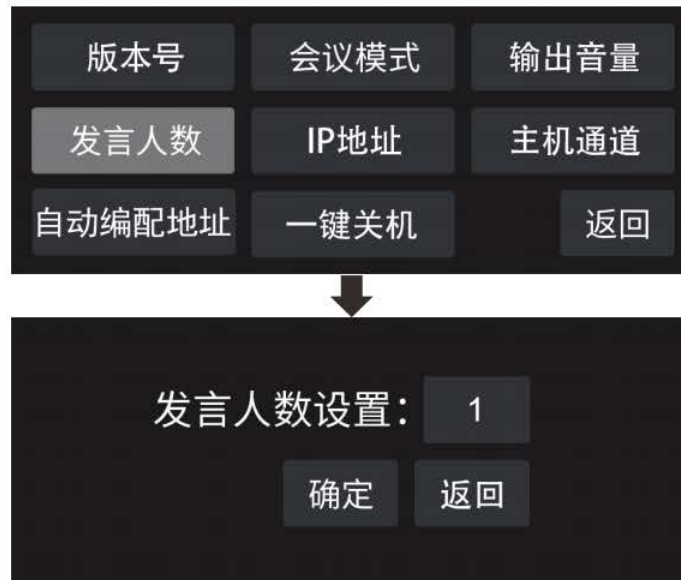 版本号 会议模式 输出音量
发言人数 IP地址 主机通道
自动编配地址 一键关机 返回
发言人数设置： 1
确定 返回